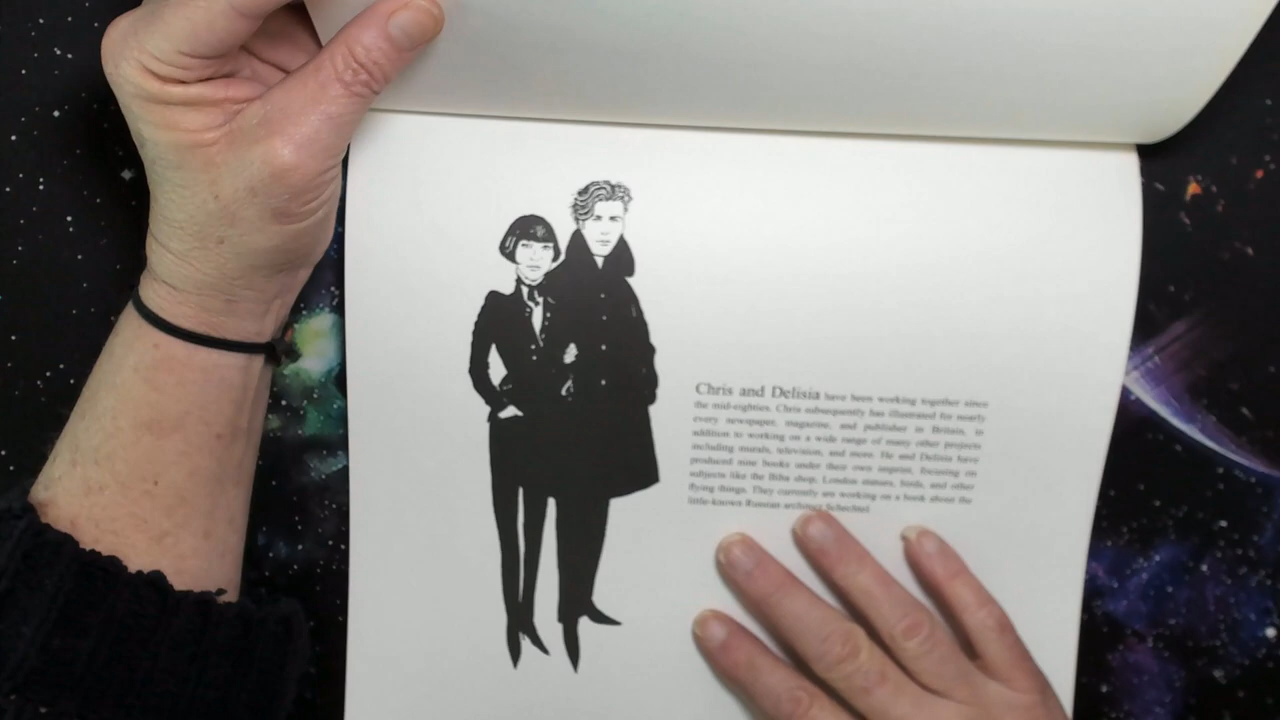 Chris and Delisia have been working together since
the mid-eighties. Chris subsequently has illustrated for nearly
every newspaper, magazine, and publisher in Britain, in
addition to working on a wide range of many other projects
including murals, television, and more. He and Delisia have
produced nine books under their own imprint, focusing on
subjects like the Biba shop, London statues, birds, and other
flying things. They currently are working on a book about the
little-known Russian architect Schechtel.